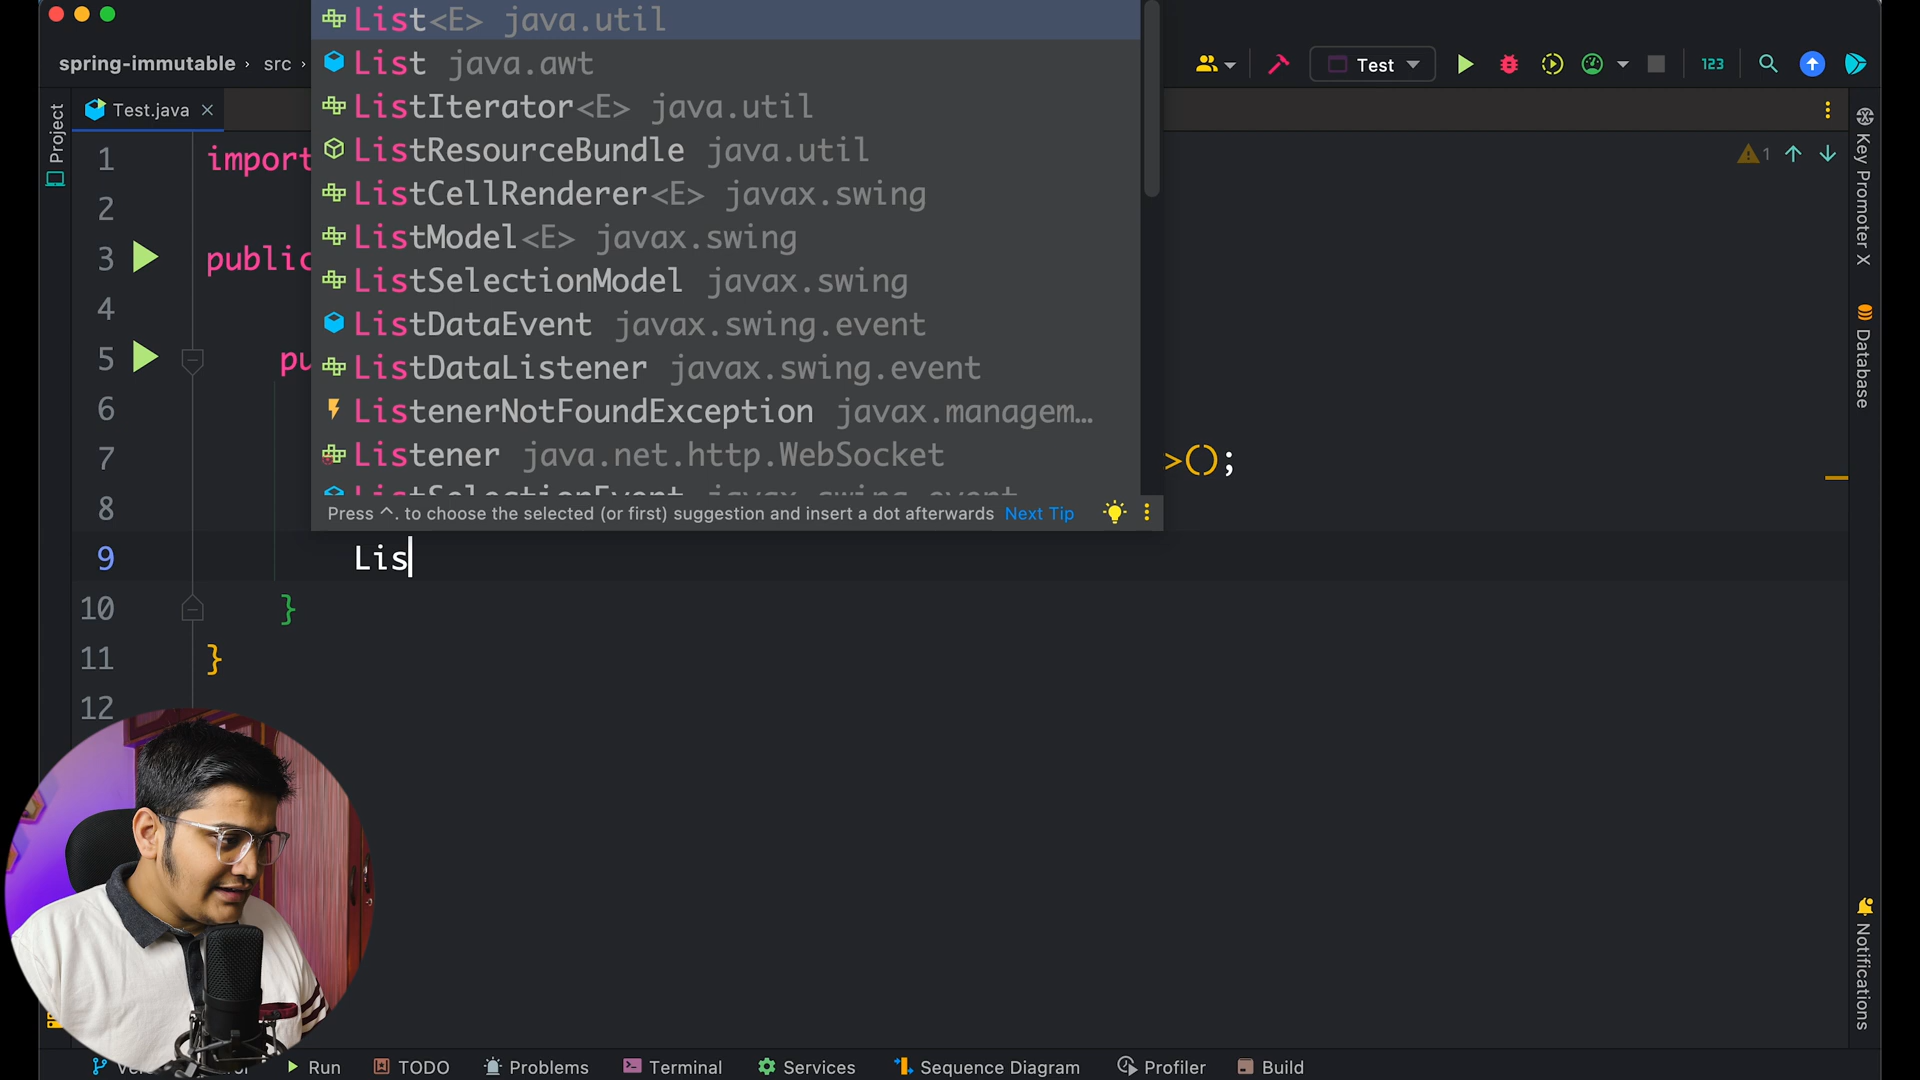 List<E> java.util
List java.awt
ListIterator<E> java.util
ListResourceBundle java.util
ListCellRenderer<E> javax.swing
ListModel<E> javax.swing
ListSelectionModel javax.swing
ListDataEvent javax.swing.event
ListDataListener javax.swing.event
ListenerNotFoundException javax.managem…
Listener java.net.http.WebSocket
ListSelectionEvent javax.swing.event
Press ^. to choose the selected (or first) suggestion and insert a dot afterwards Next Tip
spring-immutable › src ›
Test
123
Project
Test.java
1 import
2
3 public
4
5 pu
6
7 >();
8
9 Lis
10 }
11 }
12
1
Key Promoter X
Database
Notifications
Run TODO Problems Terminal Services Sequence Diagram Profiler Build